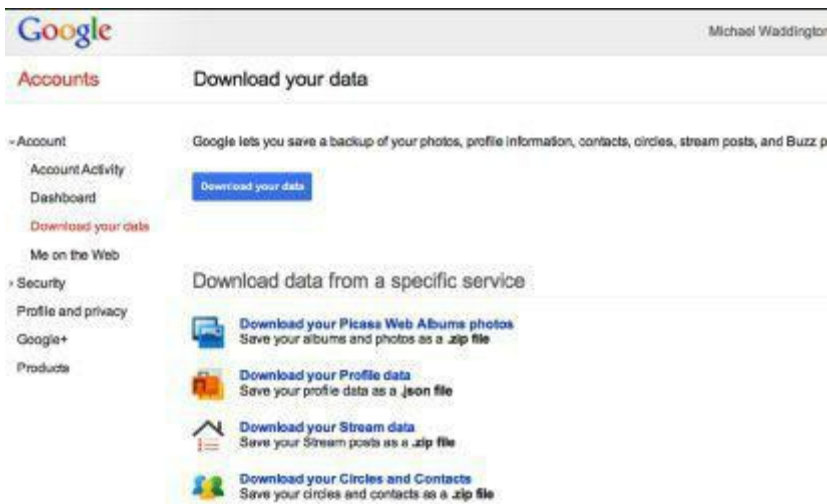 Google
Michael Waddington
Accounts
Download your data
Account
Google lets you save a backup of your photos, profile information, contacts, circles, stream posts, and Buzz p
Account Activity
Download your data
Dashboard
Download your data
Me on the Web
Security
Download data from a specific service
Profile and privacy
Google+
Products
Download your Picasa Web Albums photos
Save your albums and photos as a .zip file
Download your Profile data
Save your profile data as a .json file
Download your Stream data
Save your Stream posts as a .zip file
Download your Circles and Contacts
Save your circles and contacts as a .zip file